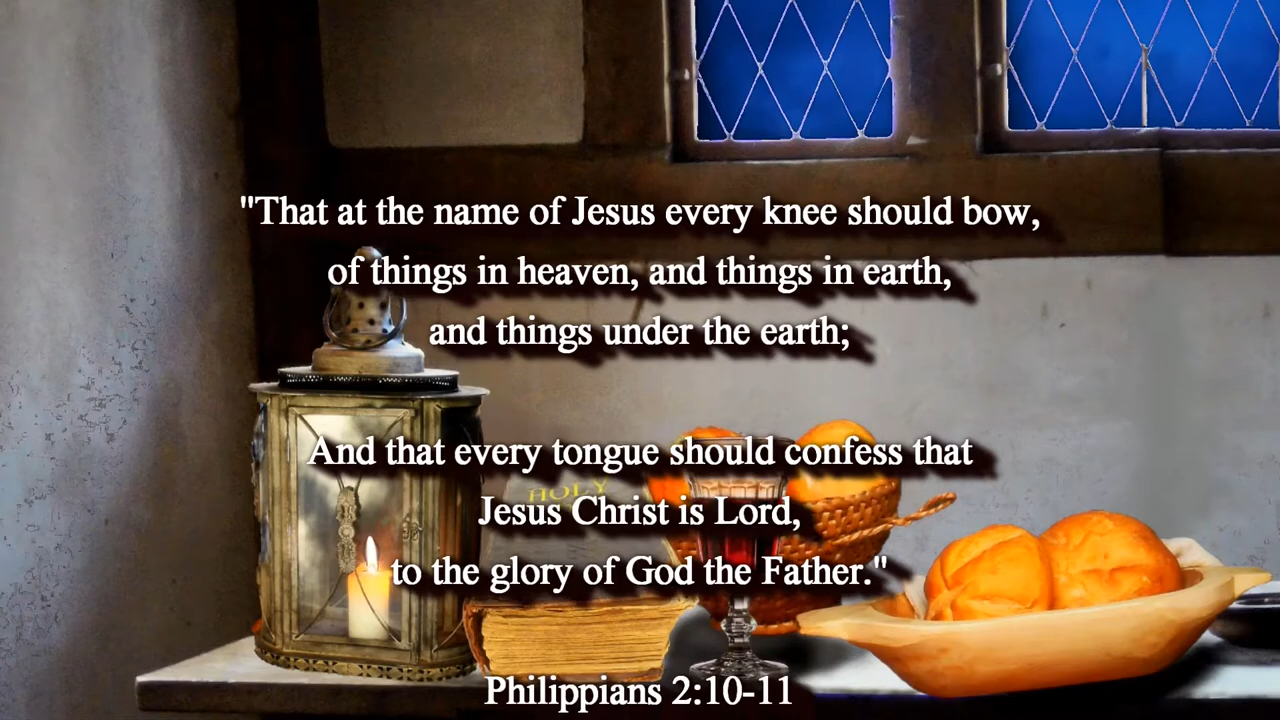 "That at the name of Jesus every knee should bow,
of things in heaven, and things in earth,
and things under the earth;
And that every tongue should confess that
HOLY
Jesus Christ is Lord,
to the glory of God the Father."
Philippians 2:10-11